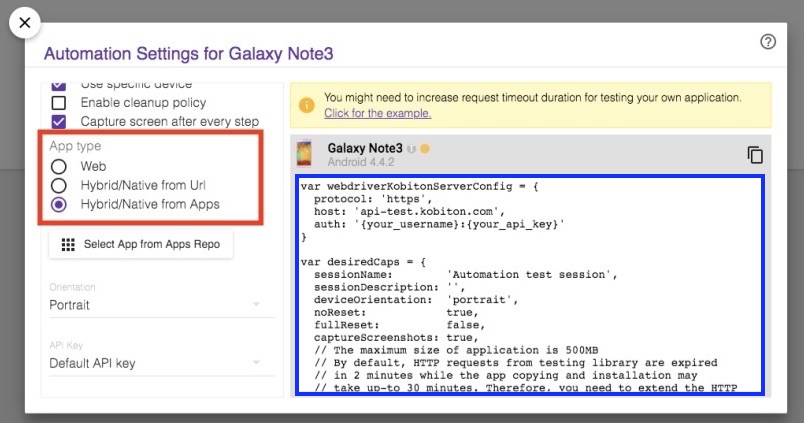 Automation Settings for Galaxy Note3
Use specific device
Enable cleanup policy
Capture screen after every step
App type
Web
Hybrid/Native from Url
Hybrid/Native from Apps
Select App from Apps Repo
Orientation
Portrait
API Key
Default API key
You might need to increase request timeout duration for testing your own application.
Click for the example.
Galaxy Note3
Android 4.4.2
var webdriverKobitonServerConfig = {
  protocol: 'https',
  host: 'api-test.kobiton.com',
  auth: '{your_username}:{your_api_key}'
}
var desiredCaps = {
  sessionName:        'Automation test session',
  sessionDescription: '',
  deviceOrientation:  'portrait',
  noReset:            true,
  fullReset:          false,
  captureScreenshots: true,
  // The maximum size of application is 500MB
  // By default, HTTP requests from testing library are expired
  // in 2 minutes while the app copying and installation may
  // take up-to 30 minutes. Therefore, you need to extend the HTTP